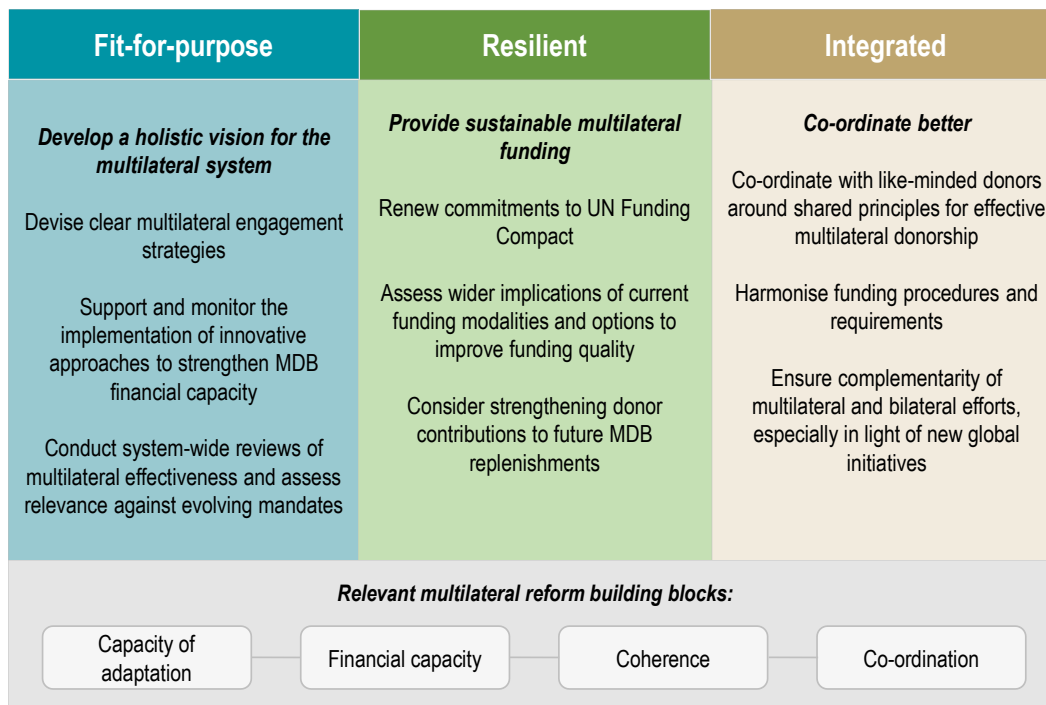 Fit-for-purpose
Develop a holistic vision for the
multilateral system
Devise clear multilateral engagement
strategies
Support and monitor the
implementation of innovative
approaches to strengthen MDB
financial capacity
Conduct system-wide reviews of
multilateral effectiveness and assess
relevance against evolving mandates
Resilient
Provide sustainable multilateral
funding
Renew commitments to UN Funding
Compact
Assess wider implications of current
funding modalities and options to
improve funding quality
Consider strengthening donor
contributions to future MDB
replenishments
Integrated
Co-ordinate better
Co-ordinate with like-minded donors
around shared principles for effective
multilateral donorship
Harmonise funding procedures and
requirements
Ensure complementarity of
multilateral and bilateral efforts,
especially in light of new global
initiatives
Relevant multilateral reform building blocks:
Capacity of
adaptation
Financial capacity
Coherence
Co-ordination